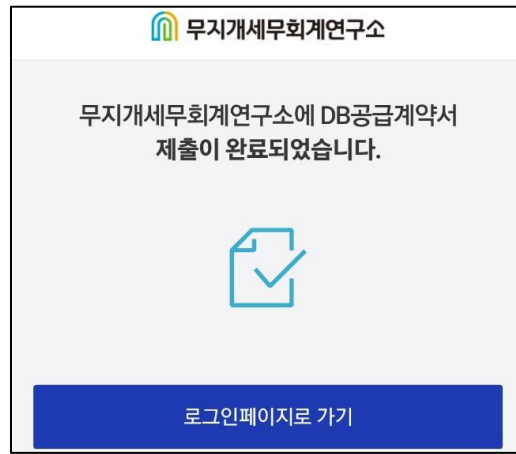 무지개세무회계연구소
무지개세무회계연구소에 DB공급계약서
제출이 완료되었습니다.
로그인페이지로 가기